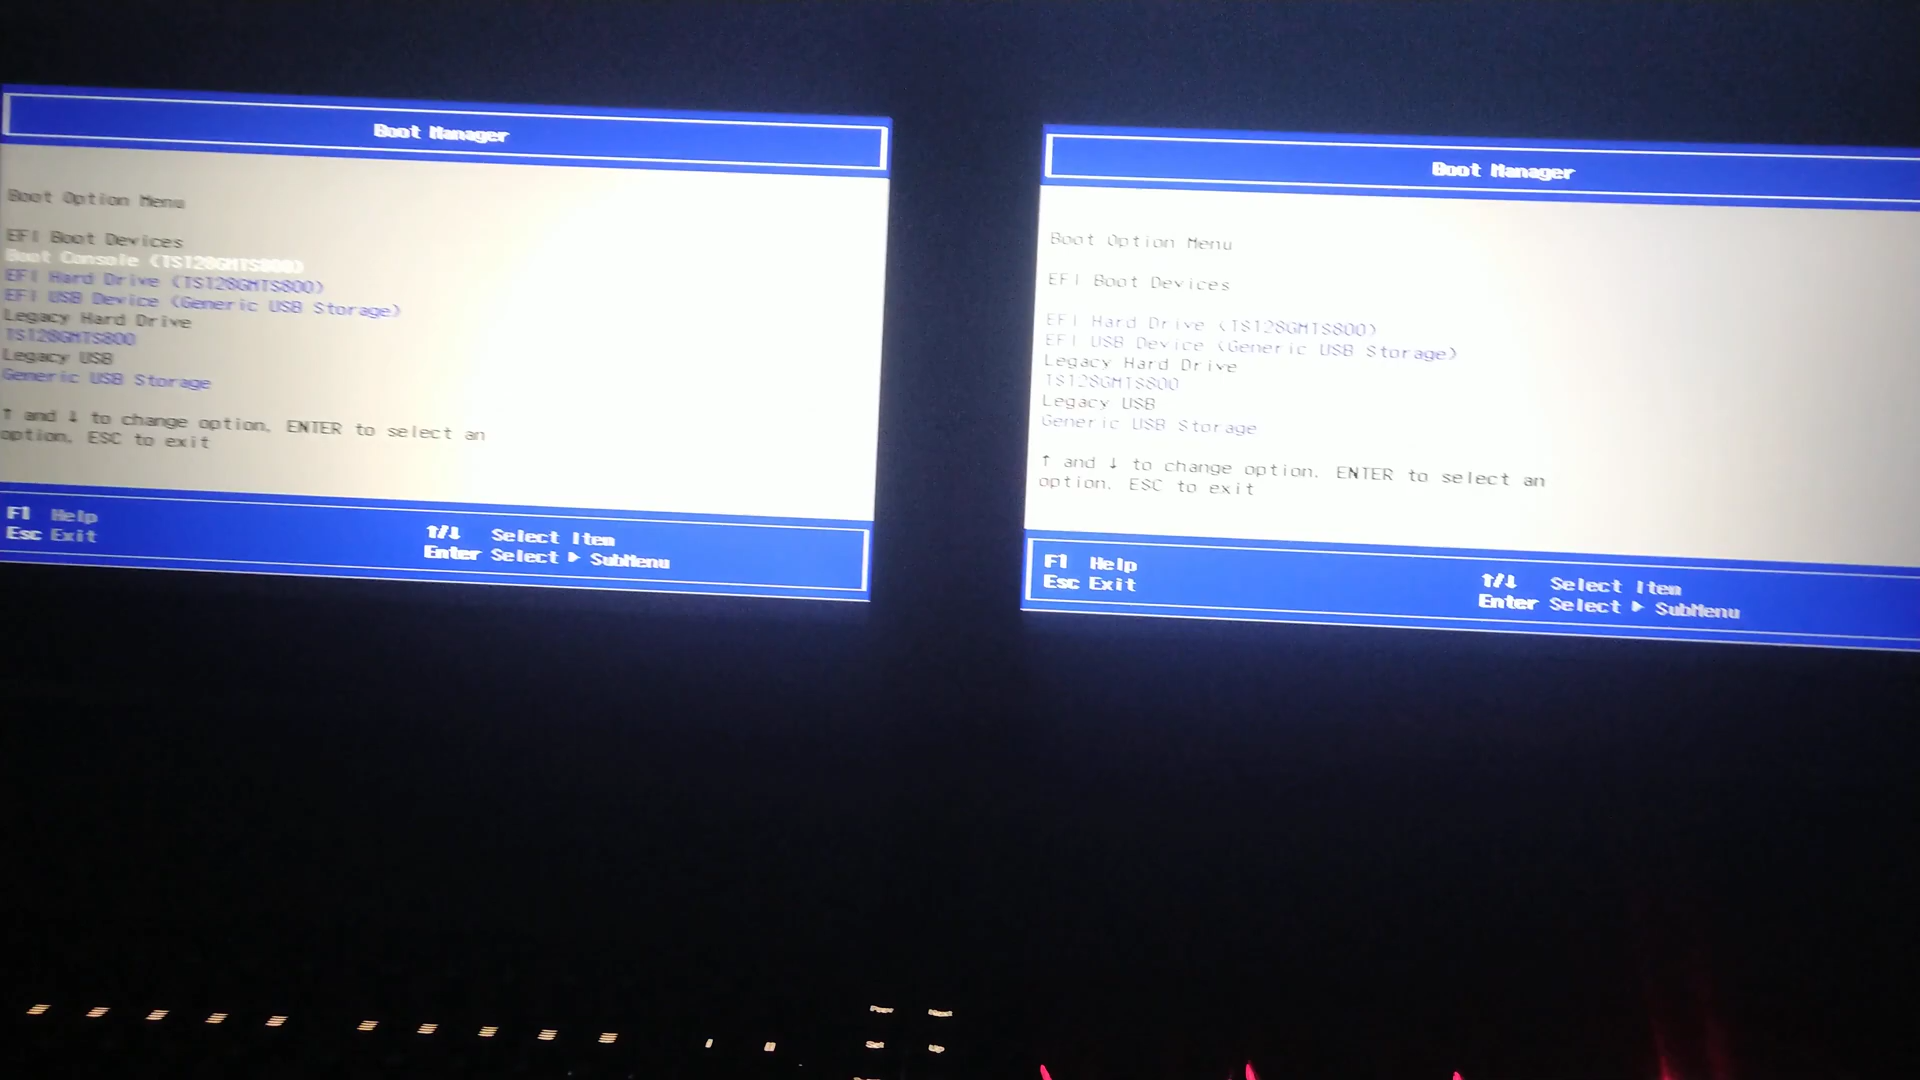 Boot Manager
Boot Option Menu
EFI Boot Devices
Boot Console (TS128GMTS800)
EFI Hard Drive (TS128GMTS800)
EFI USB Device (Generic USB Storage)
Legacy Hard Drive
TS128GMTS800
Legacy USB
Generic USB Storage
↑ and ↓ to change option, ENTER to select an
option, ESC to exit
F1 Help
Esc Exit
↑/↓ Select Item
Enter Select ▶ SubMenu
Boot Manager
Boot Option Menu
EFI Boot Devices
EFI Hard Drive (TS128GMTS800)
EFI USB Device (Generic USB Storage)
Legacy Hard Drive
TS128GMTS800
Legacy USB
Generic USB Storage
↑ and ↓ to change option. ENTER to select an
option. ESC to exit
F1 Help
Esc Exit
↑/↓ Select Item
Enter Select ▶ SubMenu
Up